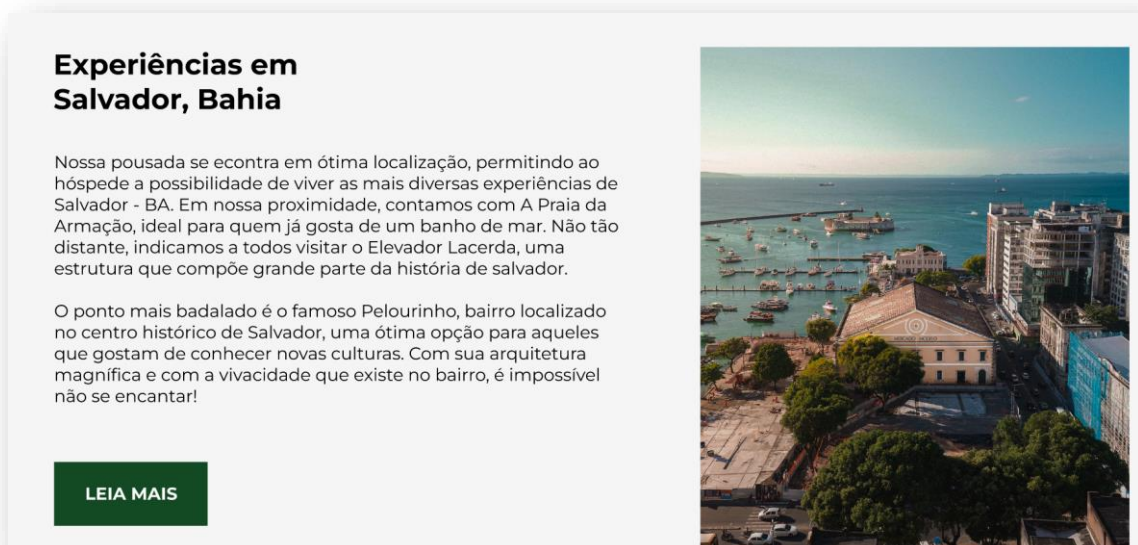 Experiências em
Salvador, Bahia
Nossa pousada se econtra em ótima localização, permitindo ao
hóspede a possibilidade de viver as mais diversas experiências de
Salvador - BA. Em nossa proximidade, contamos com A Praia da
Armação, ideal para quem já gosta de um banho de mar. Não tão
distante, indicamos a todos visitar o Elevador Lacerda, uma
estrutura que compõe grande parte da história de salvador.
O ponto mais badalado é o famoso Pelourinho, bairro localizado
no centro histórico de Salvador, uma ótima opção para aqueles
que gostam de conhecer novas culturas. Com sua arquitetura
magnífica e com a vivacidade que existe no bairro, é impossível
não se encantar!
LEIA MAIS